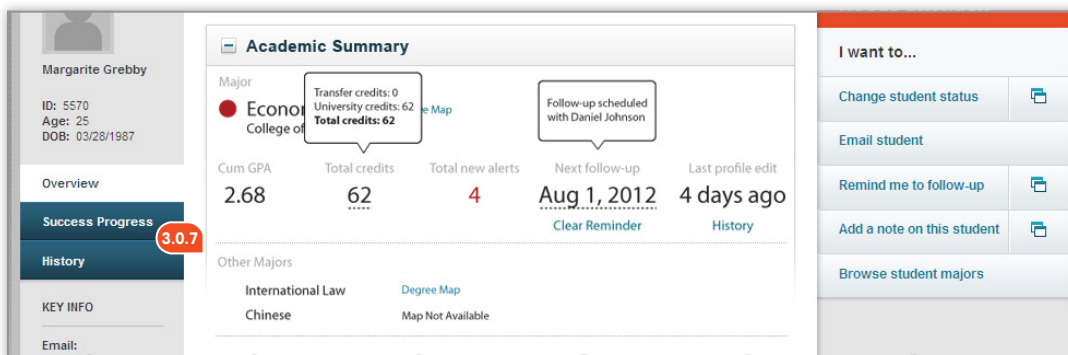 Margarite Grebby
ID: 5570
Age: 25
DOB: 03/28/1987
Overview
Success Progress
3.0.7
History
KEY INFO
Email:
Academic Summary
Major
Econo
College of
e Map
Transfer credits: 0
University credits: 62
Total credits: 62
Follow-up scheduled
with Daniel Johnson
Cum GPA
2.68
Total credits
62
Total new alerts
4
Next follow-up
Aug 1, 2012
Clear Reminder
Last profile edit
4 days ago
History
Other Majors
International Law
Degree Map
Chinese
Map Not Available
I want to...
Change student status
Email student
Remind me to follow-up
Add a note on this student
Browse student majors